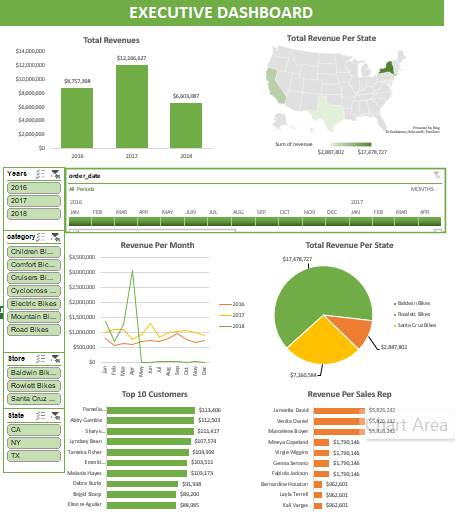 EXECUTIVE DASHBOARD
Total Revenues
$14,000,000
$12,000,000
$10,000,000
$8,000,000
$6,000,000
$4,000,000
$2,000,000
$0
$8,757,388
$12,166,627
$6,603,087
2016
2017
2018
Total Revenue Per State
Powered by Bing
Sum of revenue
$2,887,802
$17,478,727
Years
2016
2017
2018
order_date
All Periods
MONTHS
2016
2017
JAN FEB MAR APR MAY JUN JUL AUG SEP OCT NOV DEC JAN FEB MAR APR
category
Children Bi...
Comfort Bic...
Cruisers Bi...
Cyclocross ...
Electric Bikes
Mountain Bi...
Road Bikes
Store
Baldwin Bik...
Rowlett Bikes
Santa Cruz ...
State
CA
NY
TX
Revenue Per Month
$3,500,000
$3,000,000
$2,500,000
$2,000,000
$1,500,000
$1,000,000
$500,000
$0
Jan Feb Mar Apr May Jun Jul Aug Sep Oct Nov Dec
2016
2017
2018
Total Revenue Per State
$17,478,727
$7,160,584
$2,887,802
Baldwin Bikes
Rowlett Bikes
Santa Cruz Bikes
Top 10 Customers
Pamela... $113,406
Abby Gamble $112,503
Sharyn... $111,417
Lyndsey Bean $107,574
Tameka Fisher $104,999
Emmitt... $103,511
Melanie Hayes $103,173
Debra Burks $91,938
Brigid Sharp $89,200
Elinore Aguilar $88,985
Revenue Per Sales Rep
Jannette David $5,826,242
Venita Daniel $5,826,242
Marcelene Boyer $5,826,242
Mireya Copeland $1,790,146
Virgie Wiggins $1,790,146
Genna Serrano $1,790,146
Fabiola Jackson $1,790,146
Bernardine Houston $962,601
Layla Terrell $962,601
Kali Vargas $962,601
Chart Area